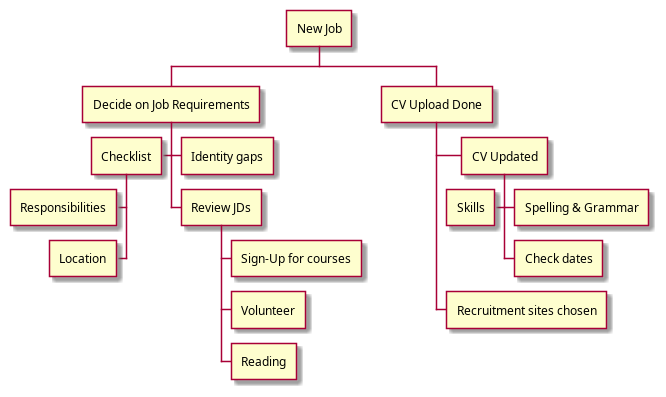 New Job
Decide on Job Requirements
CV Upload Done
Checklist
Identity gaps
CV Updated
Responsibilities
Review JDs
Skills
Spelling & Grammar
Location
Sign-Up for courses
Check dates
Volunteer
Recruitment sites chosen
Reading